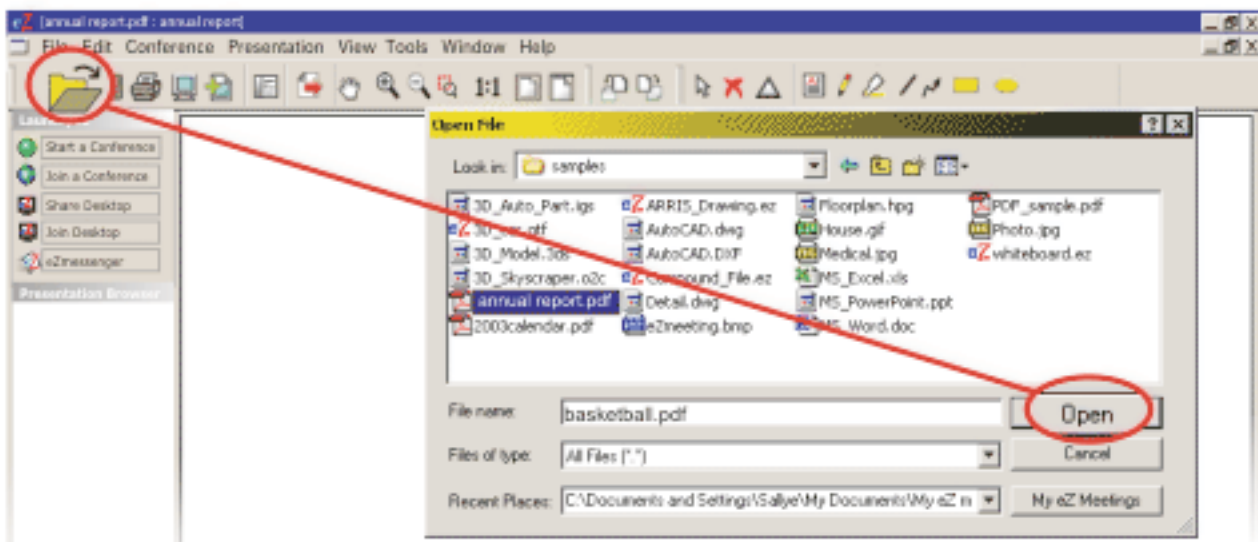 eZ [annual report.pdf : annual report]
File Edit Conference Presentation View Tools Window Help
1:1
Start a Conference
Join a Conference
Share Desktop
Join Desktop
eZmessenger
Presentation Browser
Open File
Look in: samples
3D_Auto_Part.igs eZ ARRIS_Drawing.ez Floorplan.hpg PDF_sample.pdf
AutoCAD.dwg House.gif Photo.jpg
3D_Model.3ds AutoCAD.DXF Medical.jpg eZ whiteboard.ez
3D_Skyscraper.o2c Compound_File.ez MS_Excel.xls
annual report.pdf Detail.dwg MS_PowerPoint.ppt
2003calendar.pdf eZmeeting.bmp MS_Word.doc
File name: basketball.pdf Open
Files of type: All Files (*.*) Cancel
Recent Places: C:\Documents and Settings\Sallye\My Documents\My eZ m My eZ Meetings